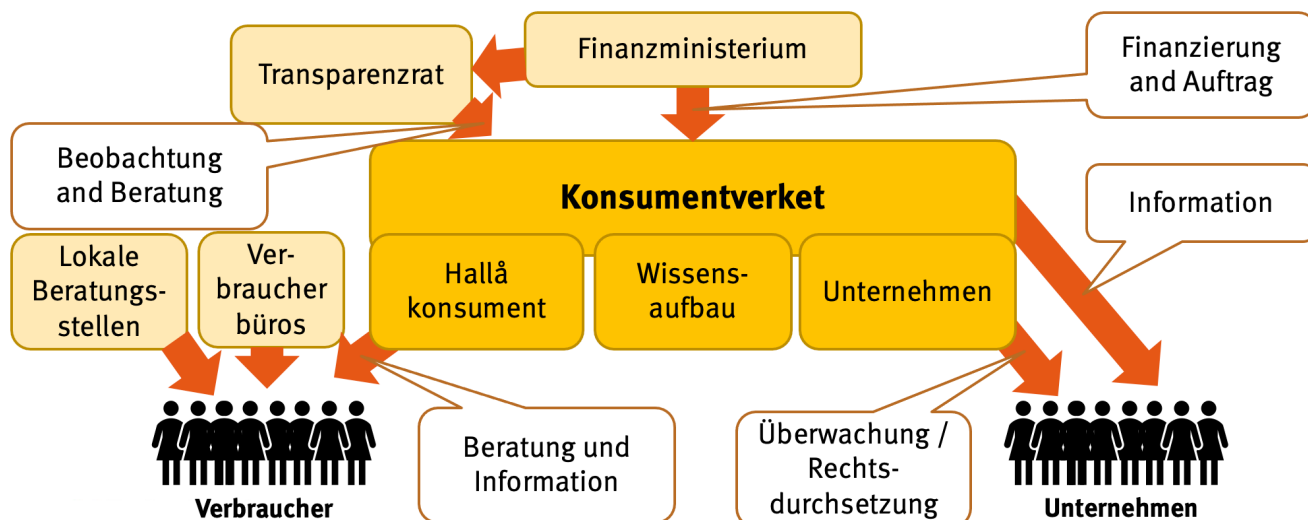 Finanzministerium
Transparenzrat
Finanzierung
and Auftrag
Beobachtung
and Beratung
Konsumentverket
Information
Lokale
Beratungs-
stellen
Ver-
braucher
büros
Hallå
konsument
Wissens-
aufbau
Unternehmen
Beratung und
Information
Überwachung /
Rechts-
durchsetzung
Verbraucher
Unternehmen